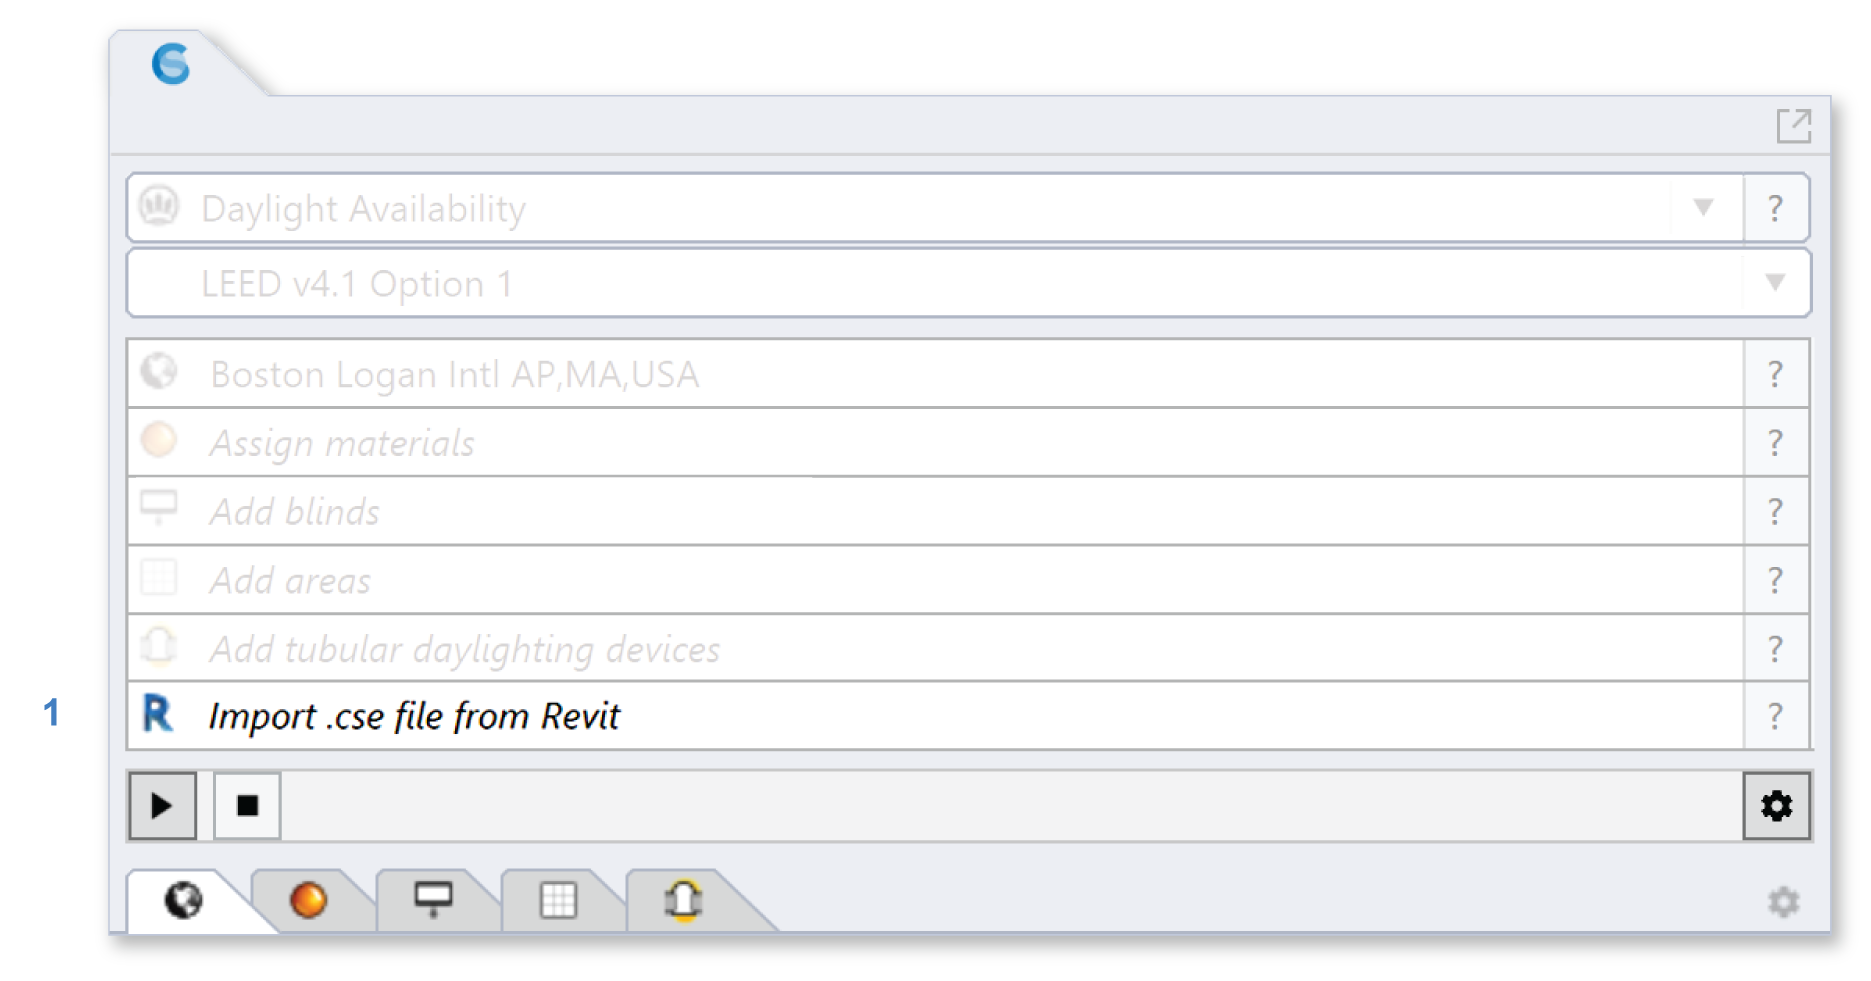 Daylight Availability ?
LEED v4.1 Option 1
Boston Logan Intl AP,MA,USA ?
Assign materials ?
Add blinds ?
Add areas ?
Add tubular daylighting devices ?
1 R Import .cse file from Revit ?